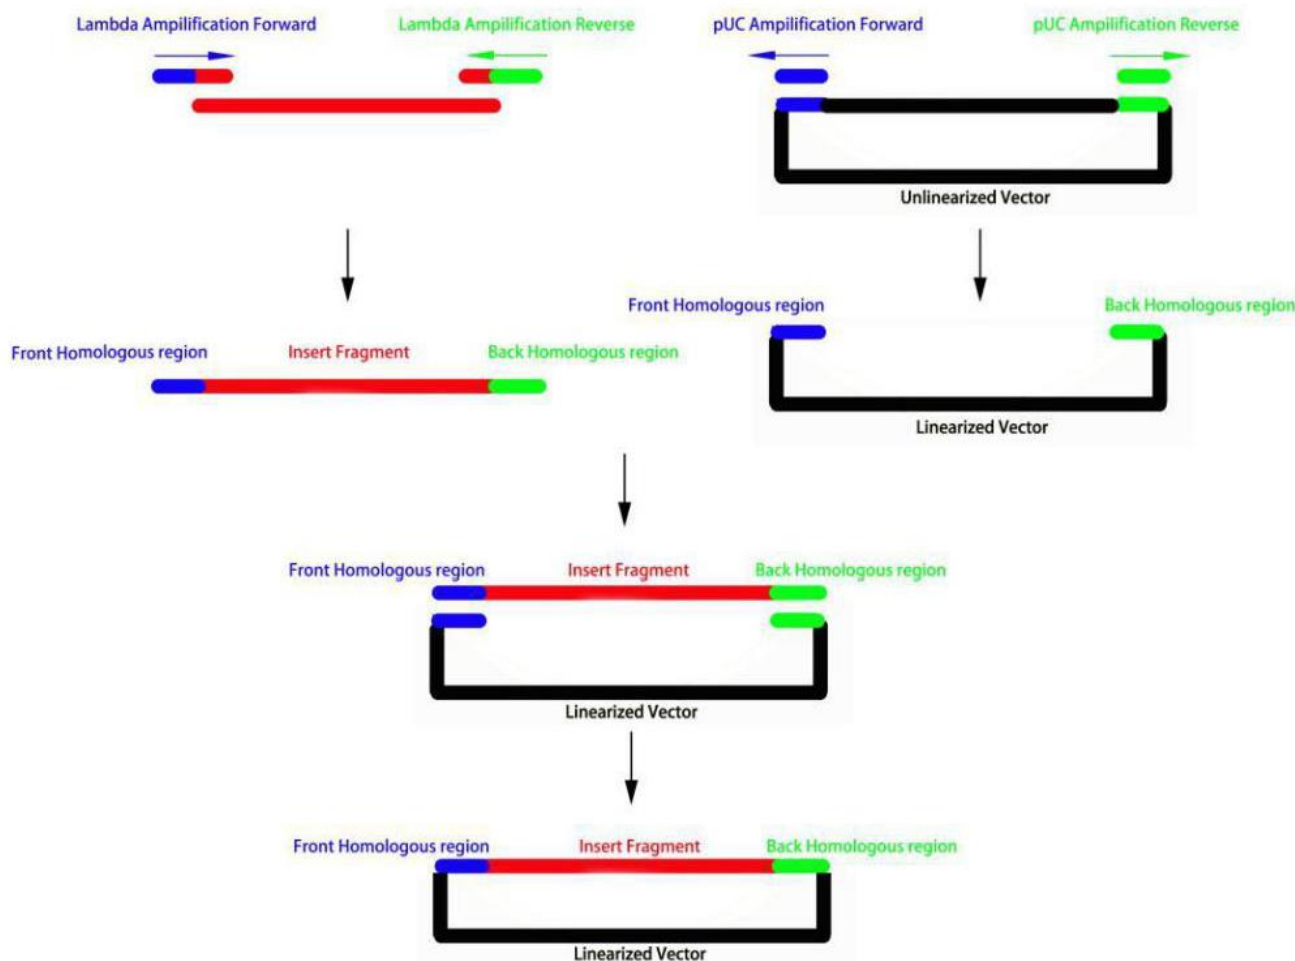 Lambda Ampilification Forward
Lambda Ampilification Reverse
pUC Ampilification Forward
pUC Ampilification Reverse
Unlinearized Vector
Front Homologous region
Back Homologous region
Front Homologous region
Insert Fragment
Back Homologous region
Linearized Vector
Front Homologous region
Insert Fragment
Back Homologous region
Linearized Vector
Front Homologous region
Insert Fragment
Back Homologous region
Linearized Vector